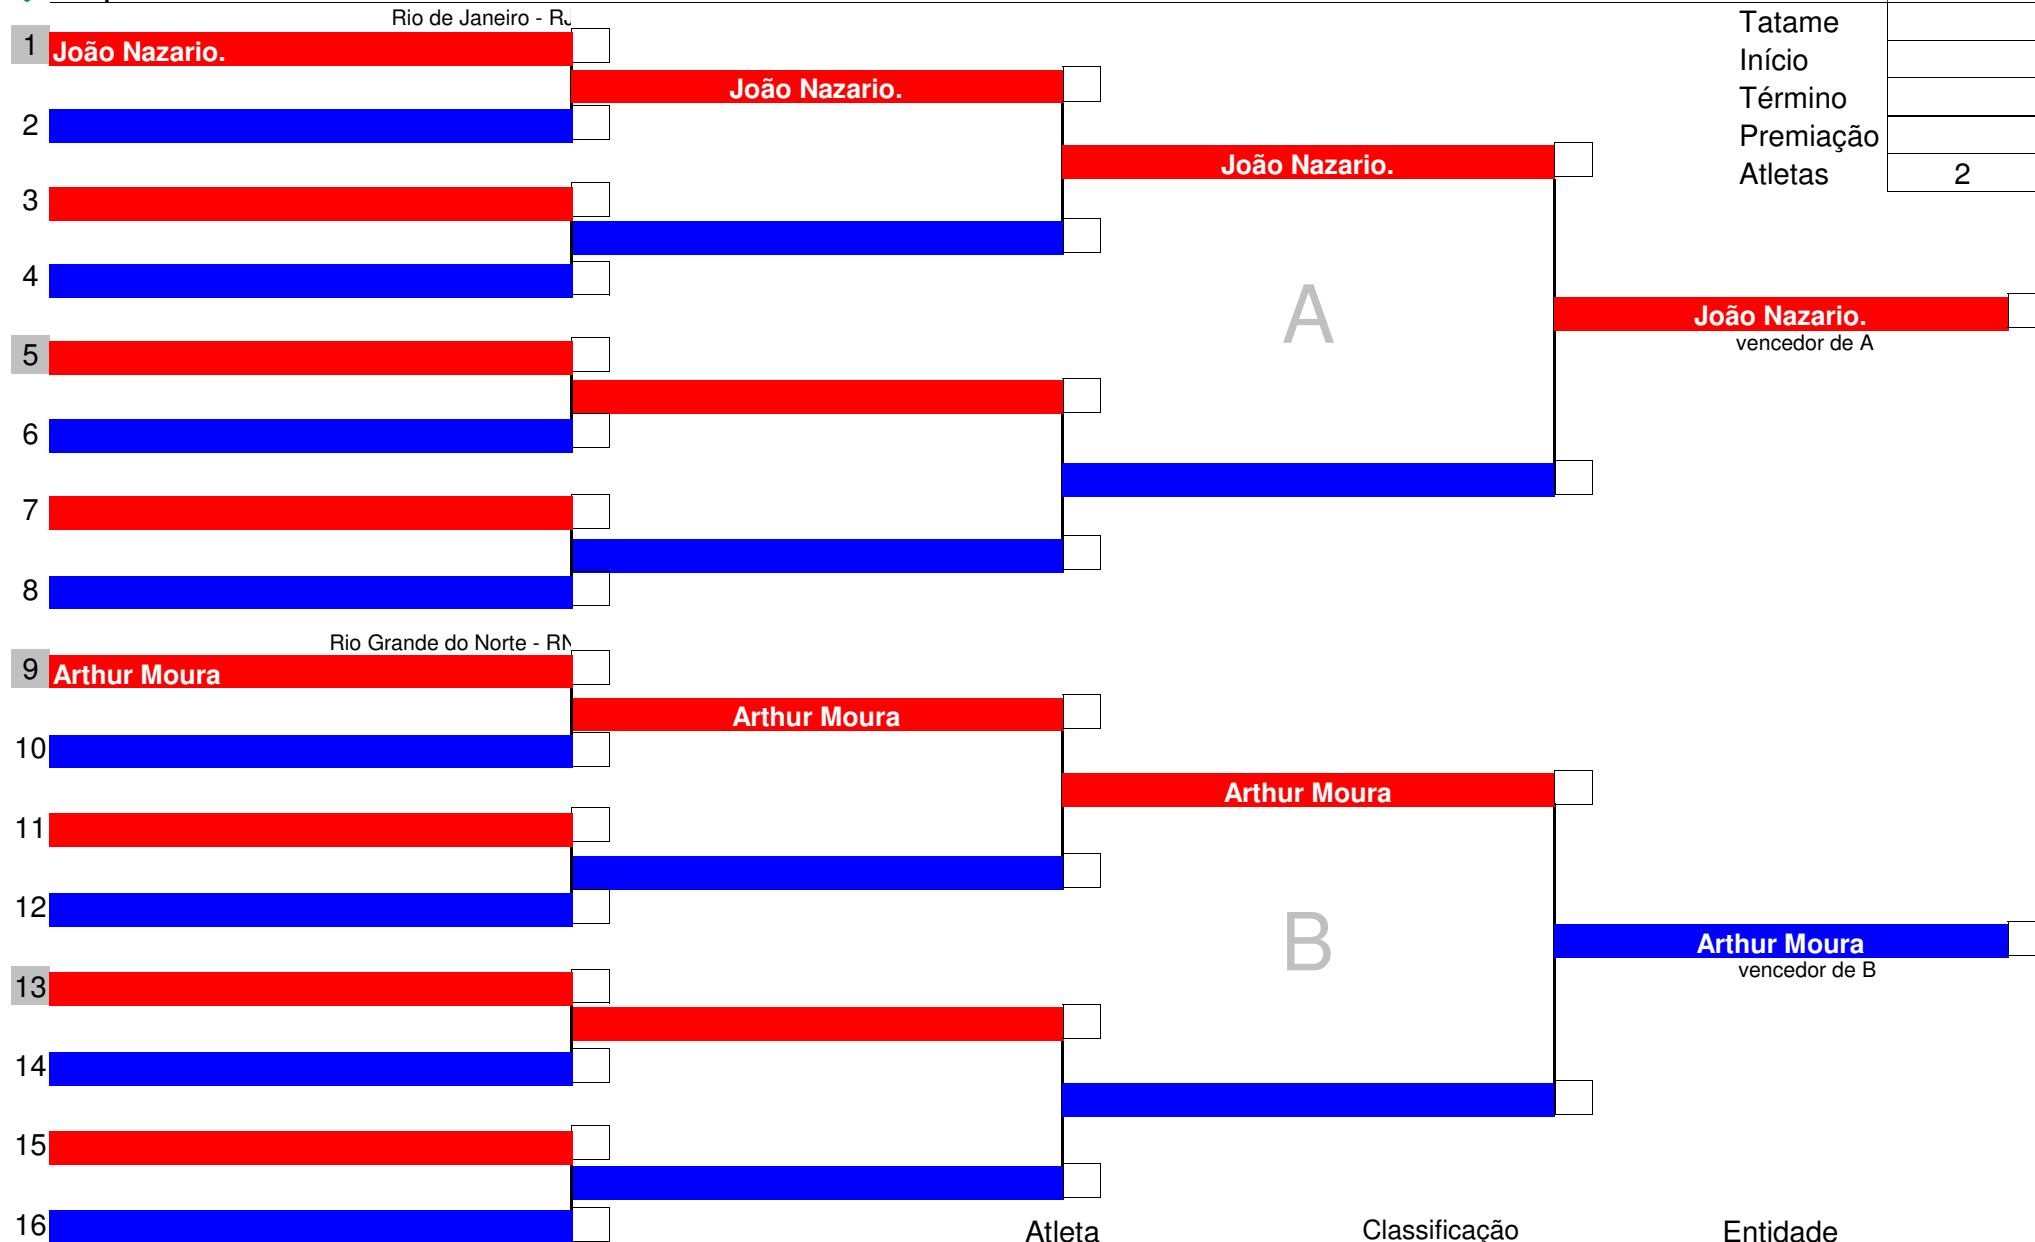 Rio de Janeiro - RJ
Tatame
1 João Nazario.
Início
João Nazario.
Término
2
Premiação
João Nazario.
Atletas 2
3
4
A
João Nazario.
vencedor de A
5
6
7
8
Rio Grande do Norte - RN
9 Arthur Moura
Arthur Moura
10
Arthur Moura
11
12
B
Arthur Moura
vencedor de B
13
14
15
16
Atleta Classificação Entidade